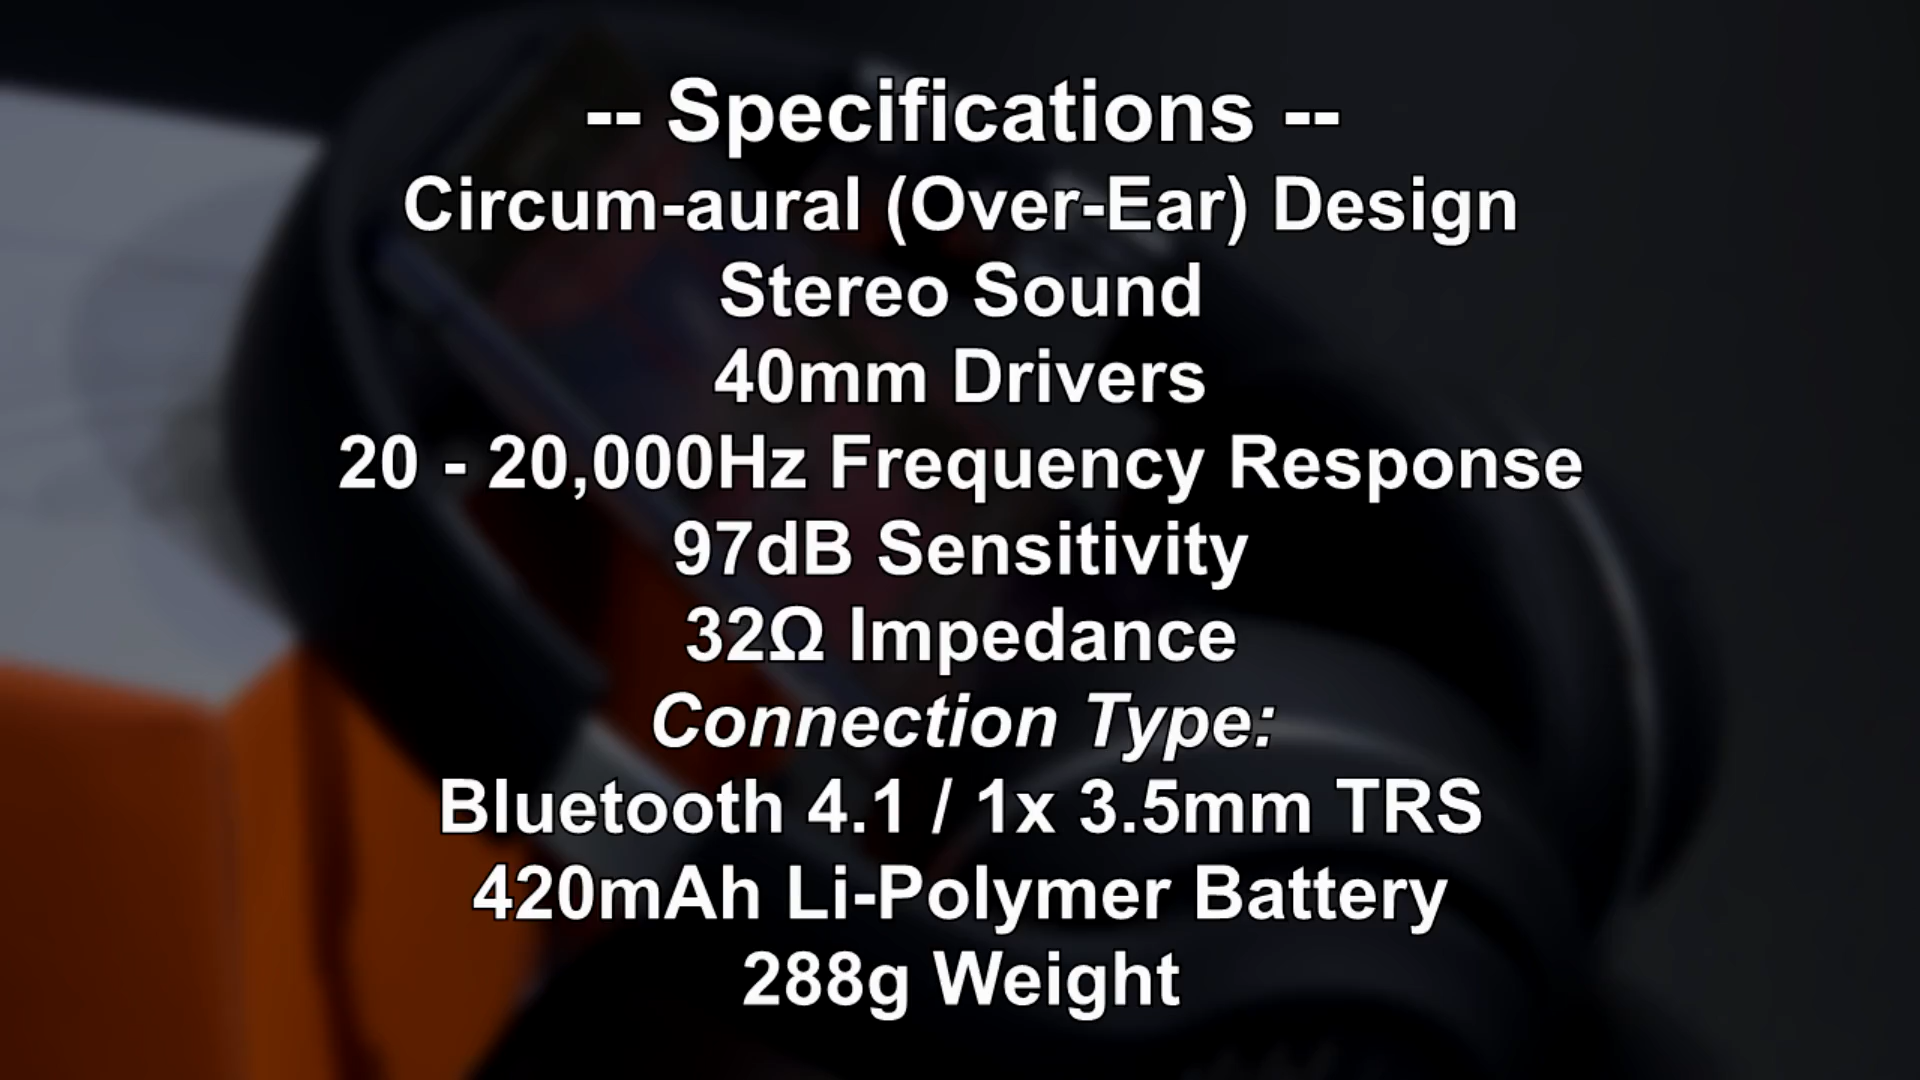 -- Specifications --
Circum-aural (Over-Ear) Design
Stereo Sound
40mm Drivers
20 - 20,000Hz Frequency Response
97dB Sensitivity
32Ω Impedance
Connection Type:
Bluetooth 4.1 / 1x 3.5mm TRS
420mAh Li-Polymer Battery
288g Weight